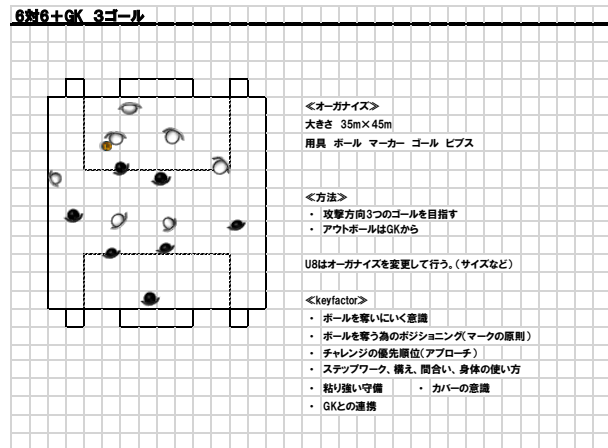 6対6＋GK 3ゴール
≪オーガナイズ≫
大きさ 35m×45m
用具 ボール マーカー ゴール ビブス
≪方法≫
・ 攻撃方向3つのゴールを目指す
・ アウトボールはGKから
U8はオーガナイズを変更して行う。（サイズなど）
≪keyfactor≫
・ ボールを奪いにいく意識
・ ボールを奪う為のポジショニング（マークの原則）
・ チャレンジの優先順位（アプローチ）
・ ステップワーク、構え、間合い、身体の使い方
・ 粘り強い守備 ・ カバーの意識
・ GKとの連携